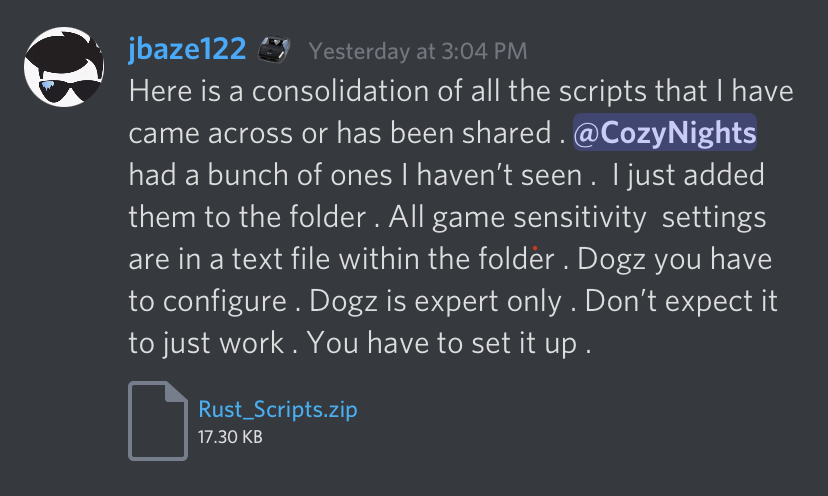 jbaze122 Yesterday at 3:04 PM
Here is a consolidation of all the scripts that I have
came across or has been shared . @CozyNights
had a bunch of ones I haven’t seen .  I just added
them to the folder . All game sensitivity  settings
are in a text file within the folder . Dogz you have
to configure . Dogz is expert only . Don’t expect it
to just work . You have to set it up .
Rust_Scripts.zip
17.30 KB